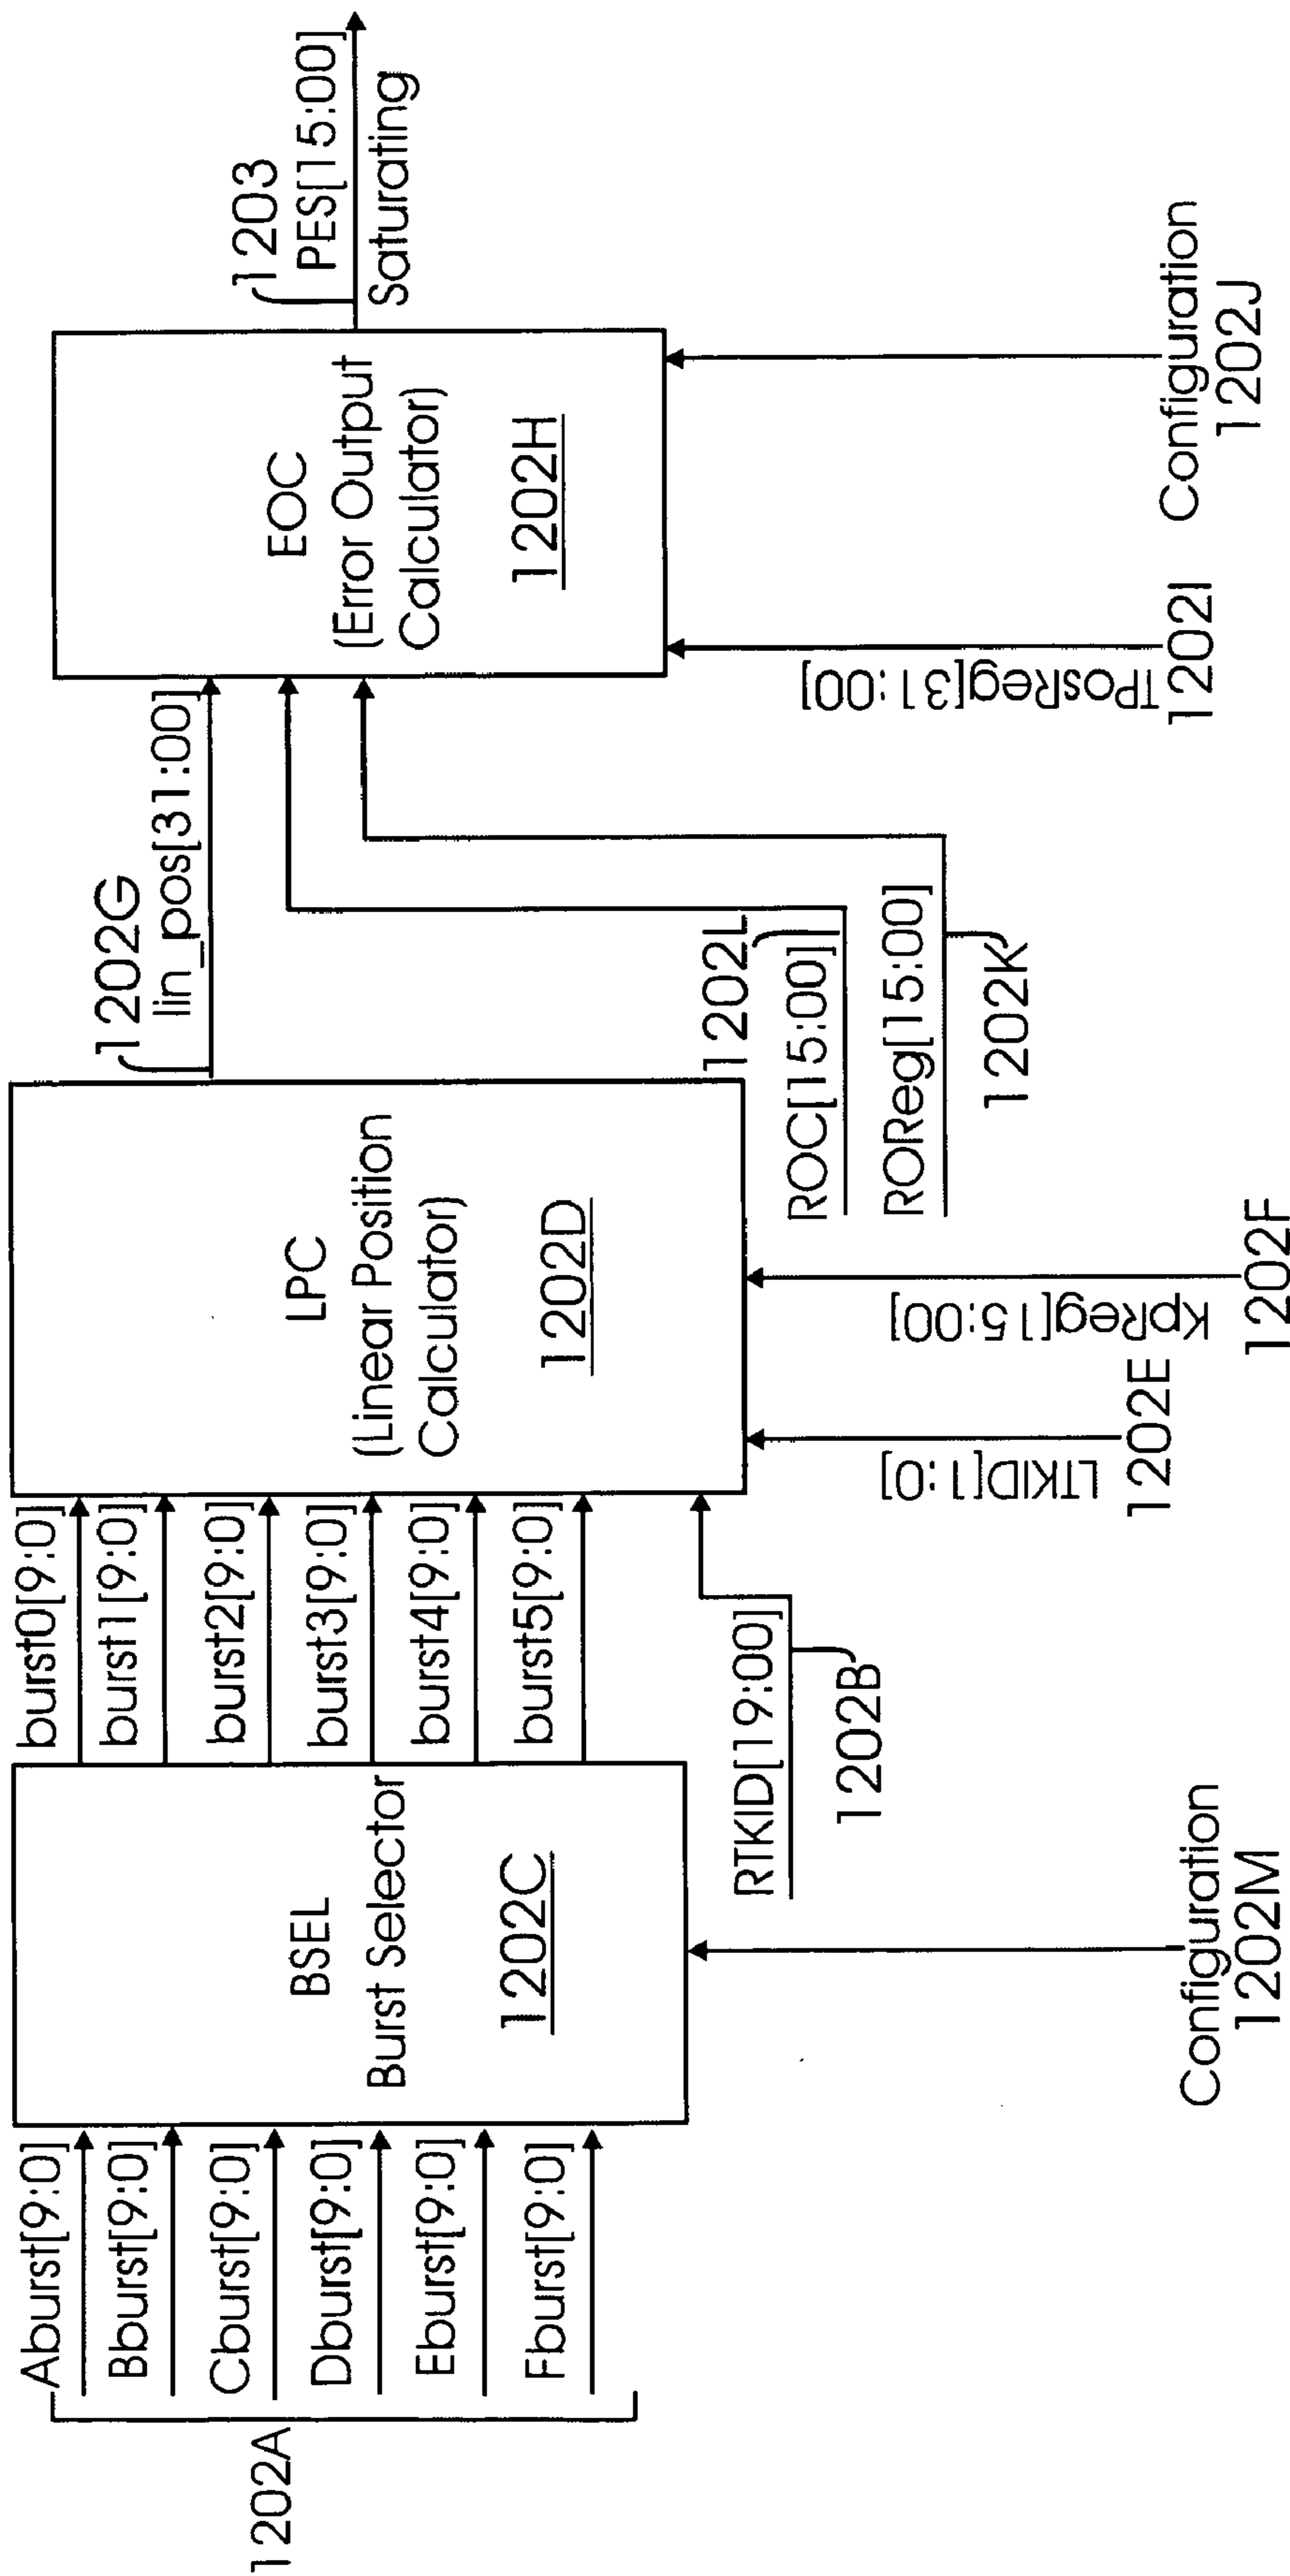 1202A
Aburst[9:0]
Bburst[9:0]
Cburst[9:0]
Dburst[9:0]
Eburst[9:0]
Fburst[9:0]
BSEL
Burst Selector
1202C
Configuration
1202M
burst0[9:0]
burst1[9:0]
burst2[9:0]
burst3[9:0]
burst4[9:0]
burst5[9:0]
RTKID[19:00]
1202B
LPC
(Linear Position
Calculator)
1202D
LTKID[1:0]
1202E
KpReg[15:00]
1202F
1202G
lin_pos[31:00]
1202L
ROC[15:00]
ROReg[15:00]
1202K
EOC
(Error Output
Calculator)
1202H
TPosReg[31:00]
1202I
Configuration
1202J
1203
PES[15:00]
Saturating